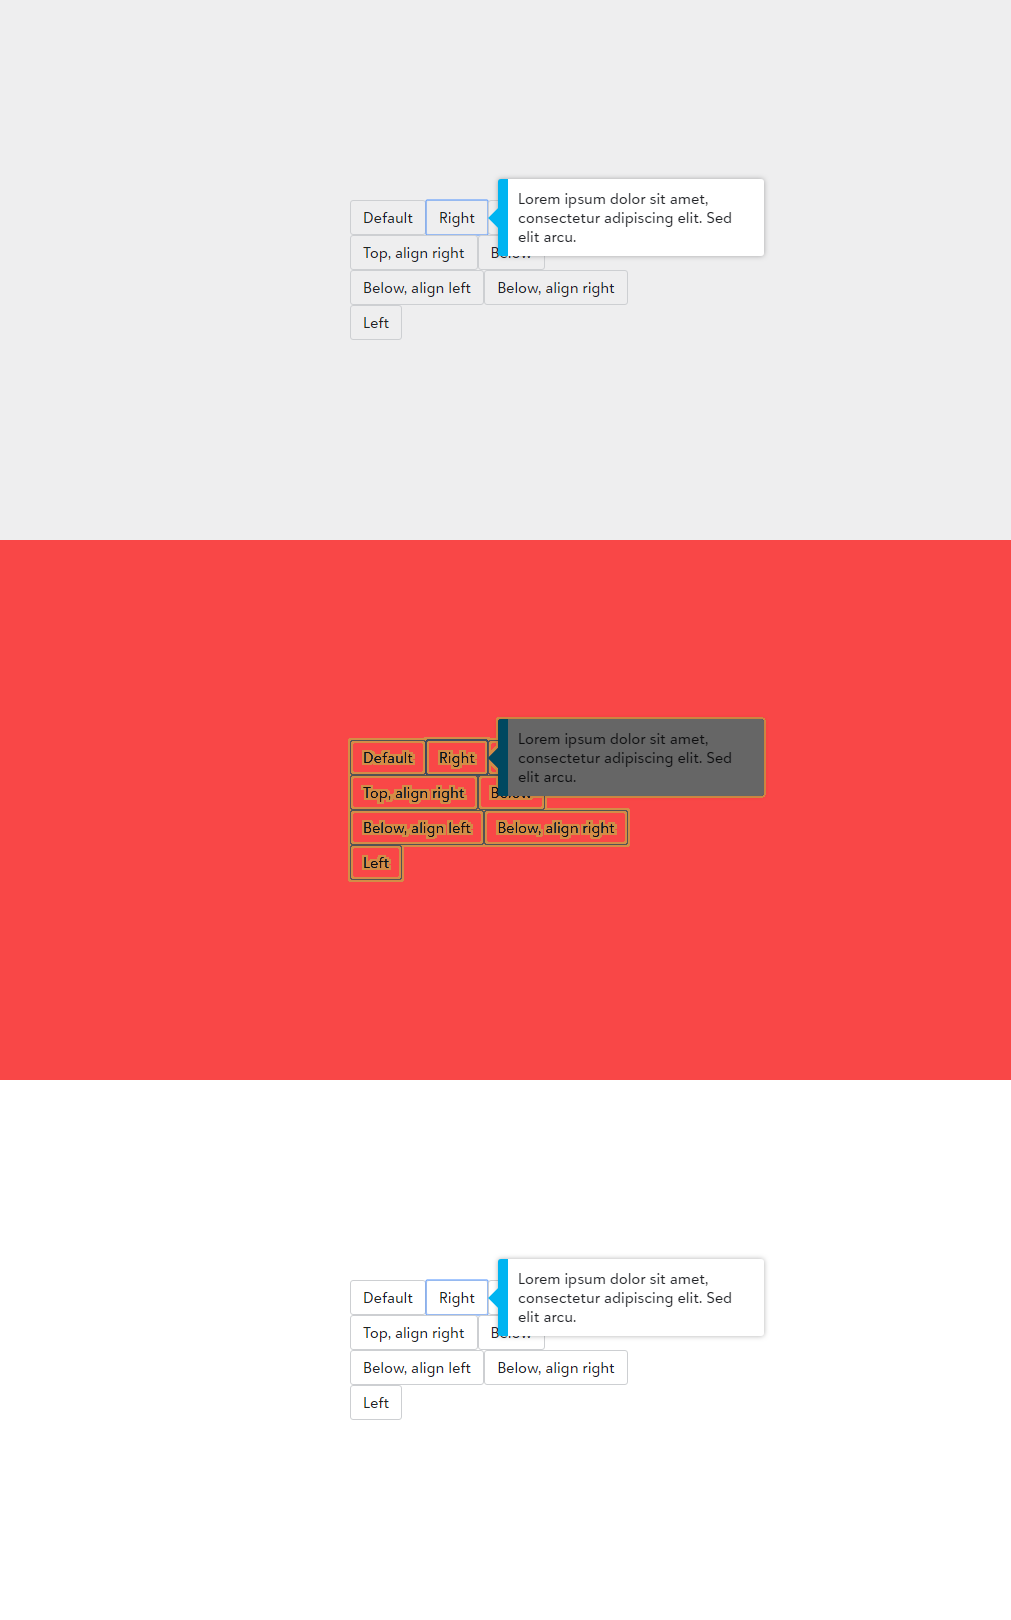 Default Right Lorem ipsum dolor sit amet,
consectetur adipiscing elit. Sed
elit arcu.
Top, align right
Below, align left Below, align right
Left
Default Right Lorem ipsum dolor sit amet,
consectetur adipiscing elit. Sed
elit arcu.
Top, align right
Below, align left Below, align right
Left
Default Right Lorem ipsum dolor sit amet,
consectetur adipiscing elit. Sed
elit arcu.
Top, align right
Below, align left Below, align right
Left